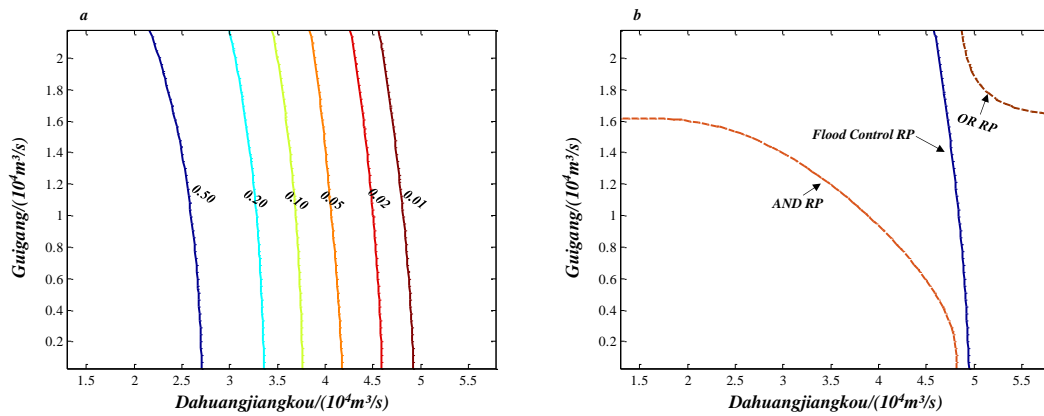 a
Guigang/(10⁴m³/s)
2
1.8
1.6
1.4
1.2
1
0.8
0.6
0.4
0.2
0.50
0.20
0.10
0.05
0.02
0.01
1.5 2 2.5 3 3.5 4 4.5 5 5.5
Dahuangjiangkou/(10⁴m³/s)
b
Guigang/(10⁴m³/s)
2
1.8
1.6
1.4
1.2
1
0.8
0.6
0.4
0.2
OR RP
Flood Control RP
AND RP
1.5 2 2.5 3 3.5 4 4.5 5 5.5
Dahuangjiangkou/(10⁴m³/s)